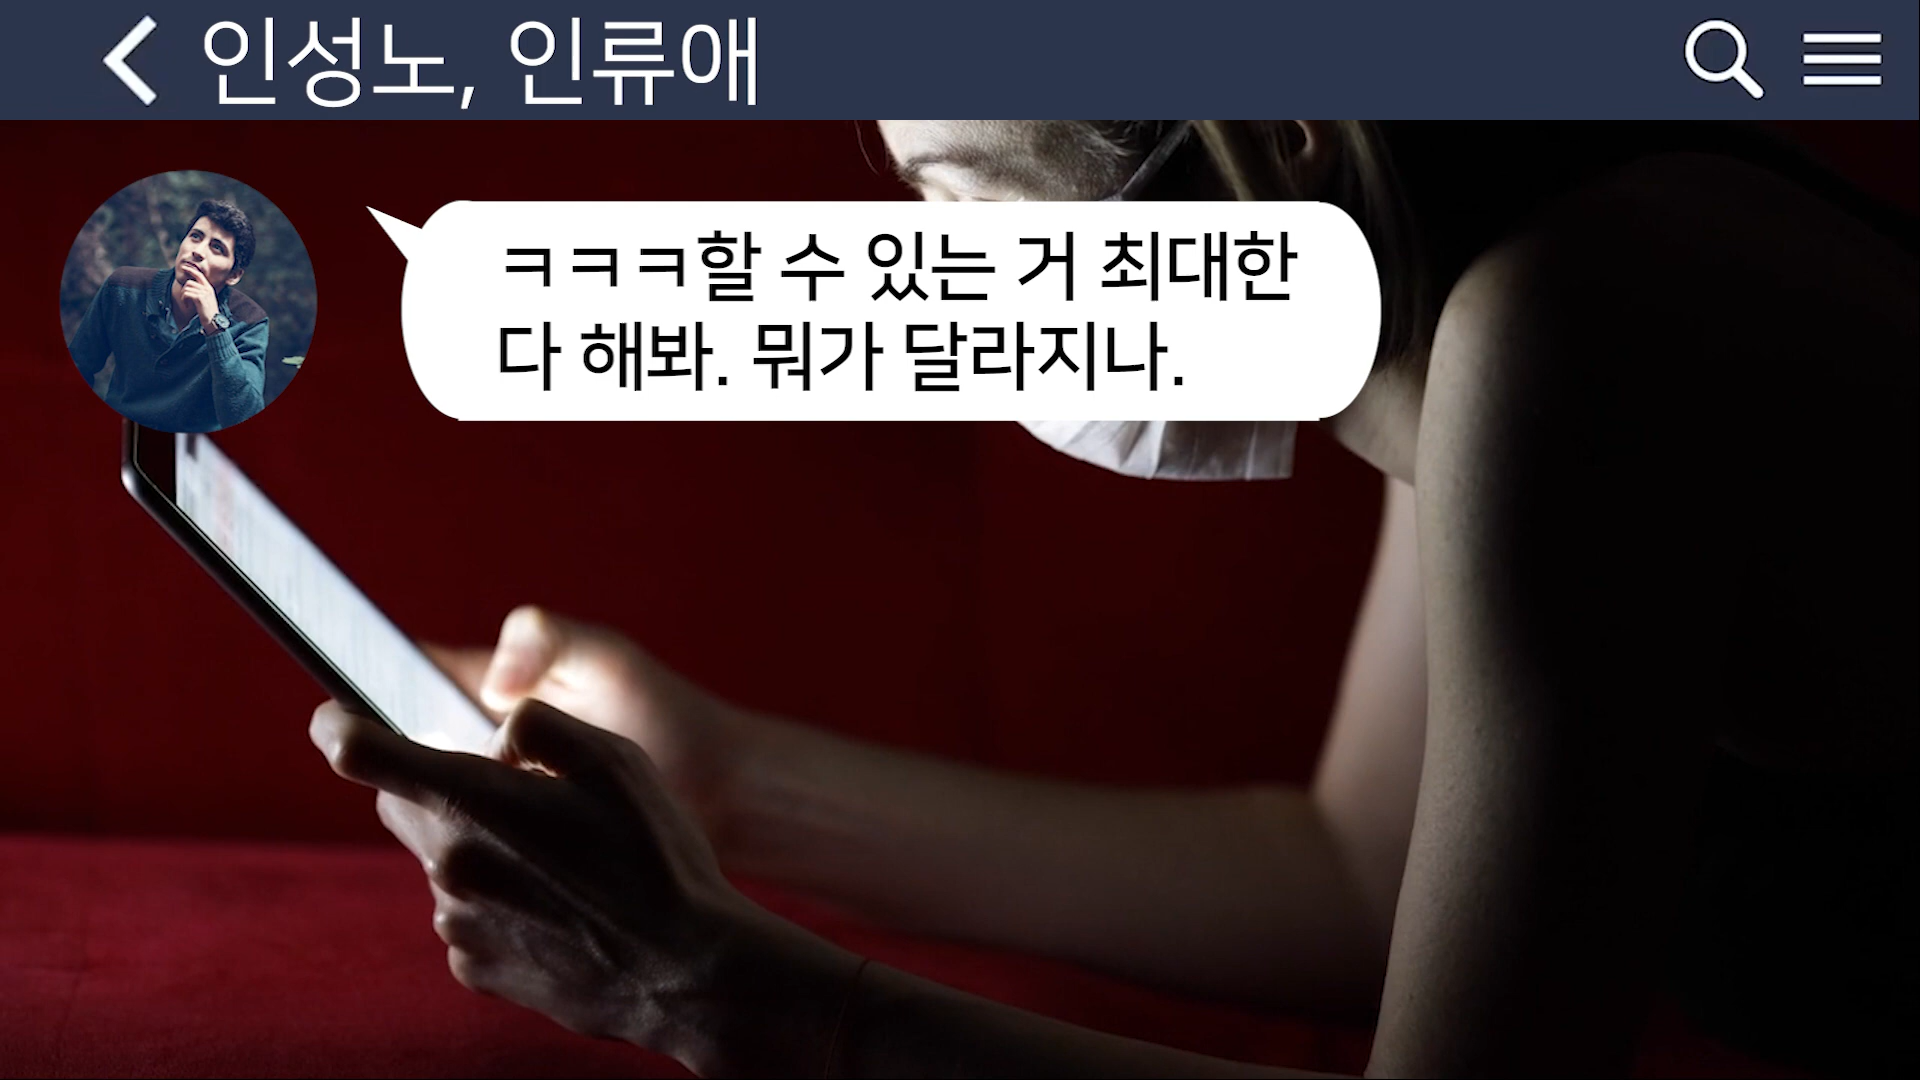 인성노, 인류애
ㅋㅋㅋ할 수 있는 거 최대한
다 해봐. 뭐가 달라지나.